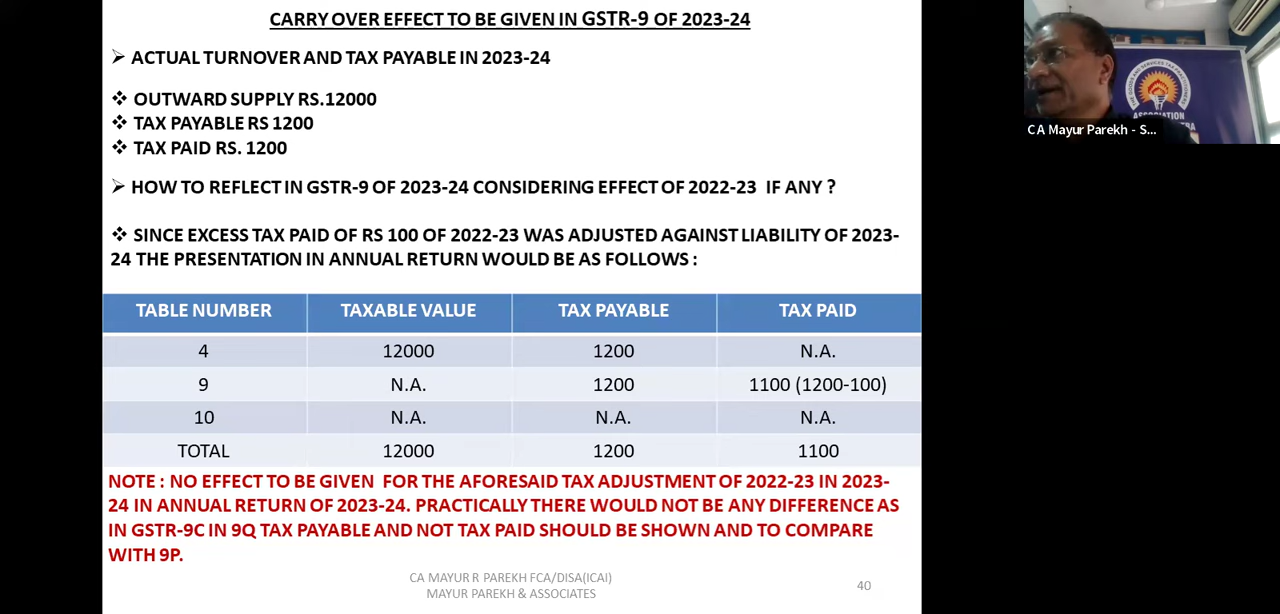 CARRY OVER EFFECT TO BE GIVEN IN GSTR-9 OF 2023-24
➢ ACTUAL TURNOVER AND TAX PAYABLE IN 2023-24
❖ OUTWARD SUPPLY RS.12000
❖ TAX PAYABLE RS 1200
❖ TAX PAID RS. 1200
➢ HOW TO REFLECT IN GSTR-9 OF 2023-24 CONSIDERING EFFECT OF 2022-23 IF ANY ?
❖ SINCE EXCESS TAX PAID OF RS 100 OF 2022-23 WAS ADJUSTED AGAINST LIABILITY OF 2023-
24 THE PRESENTATION IN ANNUAL RETURN WOULD BE AS FOLLOWS :
TABLE NUMBER TAXABLE VALUE TAX PAYABLE TAX PAID
4 12000 1200 N.A.
9 N.A. 1200 1100 (1200-100)
10 N.A. N.A. N.A.
TOTAL 12000 1200 1100
NOTE : NO EFFECT TO BE GIVEN FOR THE AFORESAID TAX ADJUSTMENT OF 2022-23 IN 2023-
24 IN ANNUAL RETURN OF 2023-24. PRACTICALLY THERE WOULD NOT BE ANY DIFFERENCE AS
IN GSTR-9C IN 9Q TAX PAYABLE AND NOT TAX PAID SHOULD BE SHOWN AND TO COMPARE
WITH 9P.
CA MAYUR R PAREKH FCA/DISA(ICAI)
MAYUR PAREKH & ASSOCIATES
40
THE GOODS AND SERVICES TAX PRACTITIONERS
ASSOCIATION
CA Mayur Parekh - S...